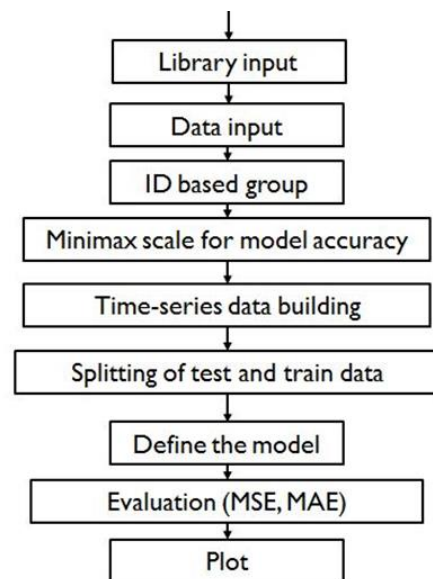 Library input
Data input
ID based group
Minimax scale for model accuracy
Time-series data building
Splitting of test and train data
Define the model
Evaluation (MSE, MAE)
Plot